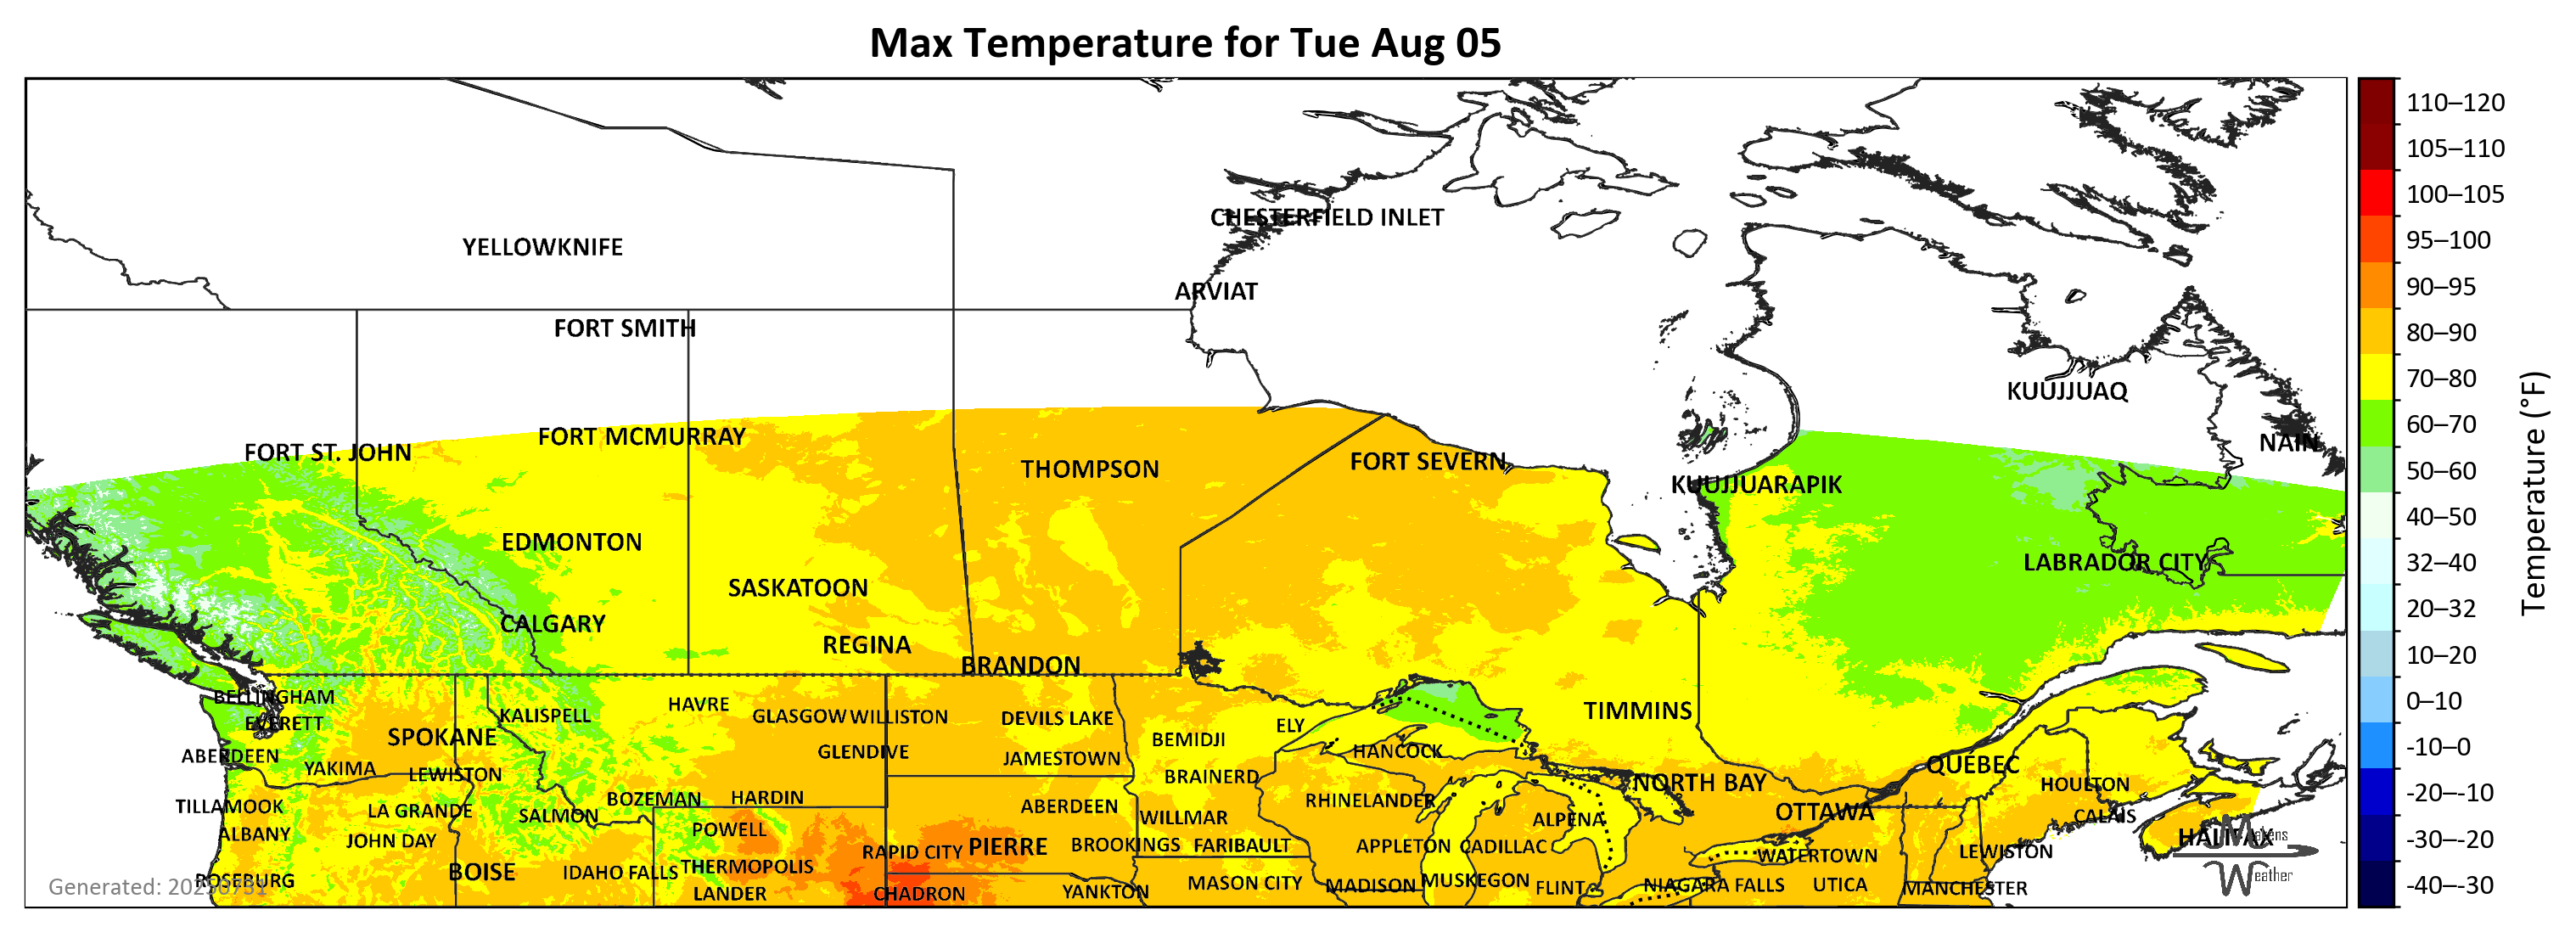 Max Temperature for Tue Aug 05
CHESTERFIELD INLET
YELLOWKNIFE
ARVIAT
FORT SMITH
KUUJJUAQ
FORT MCMURRAY
NAIN
FORT ST. JOHN
THOMPSON
FORT SEVERN
KUUJJUARAPIK
EDMONTON
LABRADOR CITY
SASKATOON
CALGARY
REGINA
BRANDON
BELLINGHAM
HAVRE
TIMMINS
KALISPELL
GLASGOW
WILLISTON
DEVILS LAKE
EVERETT
ELY
SPOKANE
BEMIDJI
ABERDEEN
GLENDIVE
JAMESTOWN
HANCOCK
QUÉBEC
YAKIMA
LEWISTON
BRAINERD
NORTH BAY
HOULTON
BOZEMAN
HARDIN
RHINELANDER
TILLAMOOK
LA GRANDE
SALMON
ABERDEEN
WILLMAR
ALPENA
OTTAWA
CALAIS
ALBANY
JOHN DAY
POWELL
RAPID CITY
PIERRE
BROOKINGS
FARIBAULT
APPLETON
CADILLAC
WATERTOWN
LEWISTON
HALIFAX
Makens
Weather
BOISE
IDAHO FALLS
THERMOPOLIS
ROSEBURG
Generated: 20250731
LANDER
CHADRON
YANKTON
MASON CITY
MADISON
MUSKEGON
FLINT
NIAGARA FALLS
UTICA
MANCHESTER
110–120
105–110
100–105
95–100
90–95
80–90
70–80
60–70
50–60
40–50
32–40
20–32
10–20
0–10
-10–0
-20–-10
-30–-20
-40–-30
Temperature (°F)